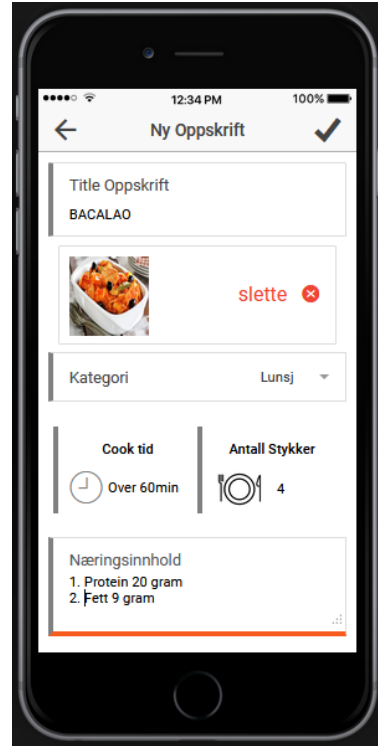 12:34 PM
100%
Ny Oppskrift
Title Oppskrift
BACALAO
slette
Kategori
Lunsj
Cook tid
Antall Stykker
Over 60min
4
Næringsinnhold
1. Protein 20 gram
2. Fett 9 gram